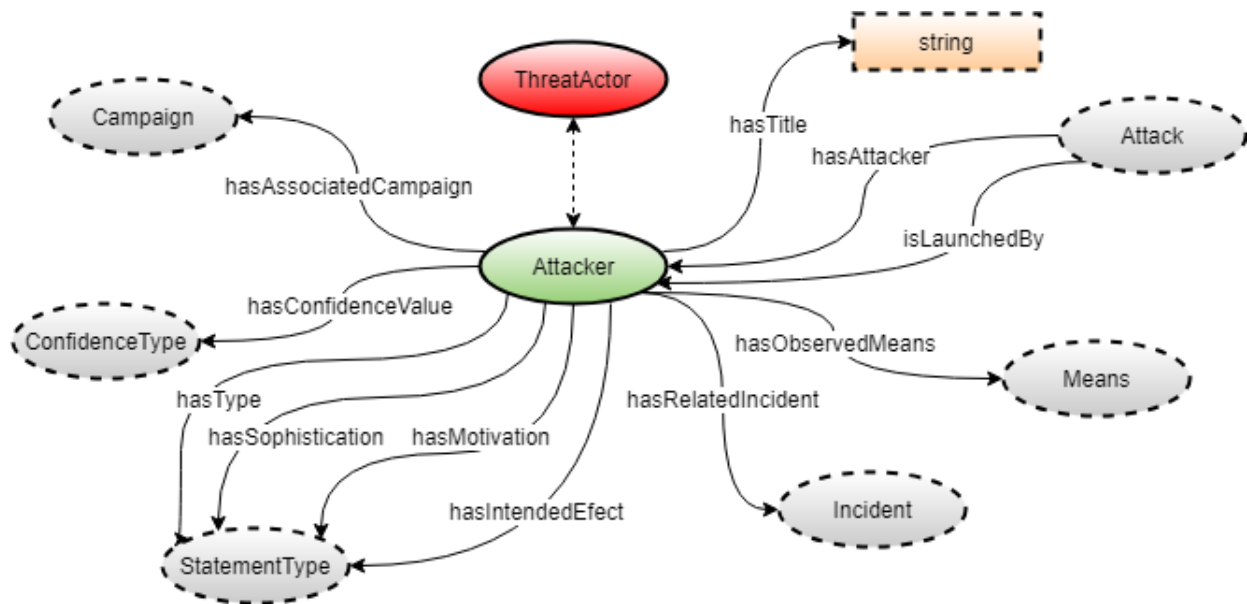 string
ThreatActor
Campaign
hasTitle
Attack
hasAttacker
hasAssociatedCampaign
isLaunchedBy
Attacker
hasConfidenceValue
ConfidenceType
hasObservedMeans
Means
hasType
hasRelatedIncident
hasSophistication
hasMotivation
hasIntendedEfect
Incident
StatementType